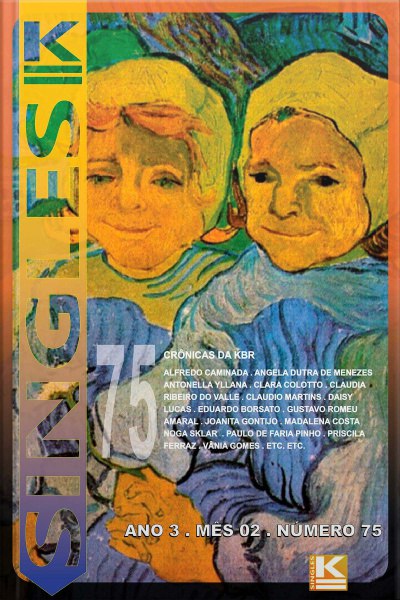 SINGLES K
75
CRÔNICAS DA KBR
ALFREDO CAMINADA . ANGELA DUTRA DE MENEZES
ANTONELLA YLLANA . CLARA COLOTTO . CLAUDIA
RIBEIRO DO VALLE . CLAUDIO MARTINS . DAISY
LUCAS . EDUARDO BORSATO . GUSTAVO ROMEU
AMARAL . JOANITA GONTIJO . MADALENA COSTA
NOGA SKLAR . PAULO DE FARIA PINHO . PRISCILA
FERRAZ . VÂNIA GOMES . ETC. ETC.
ANO 3 . MÊS 02 . NÚMERO 75
SINGLES K